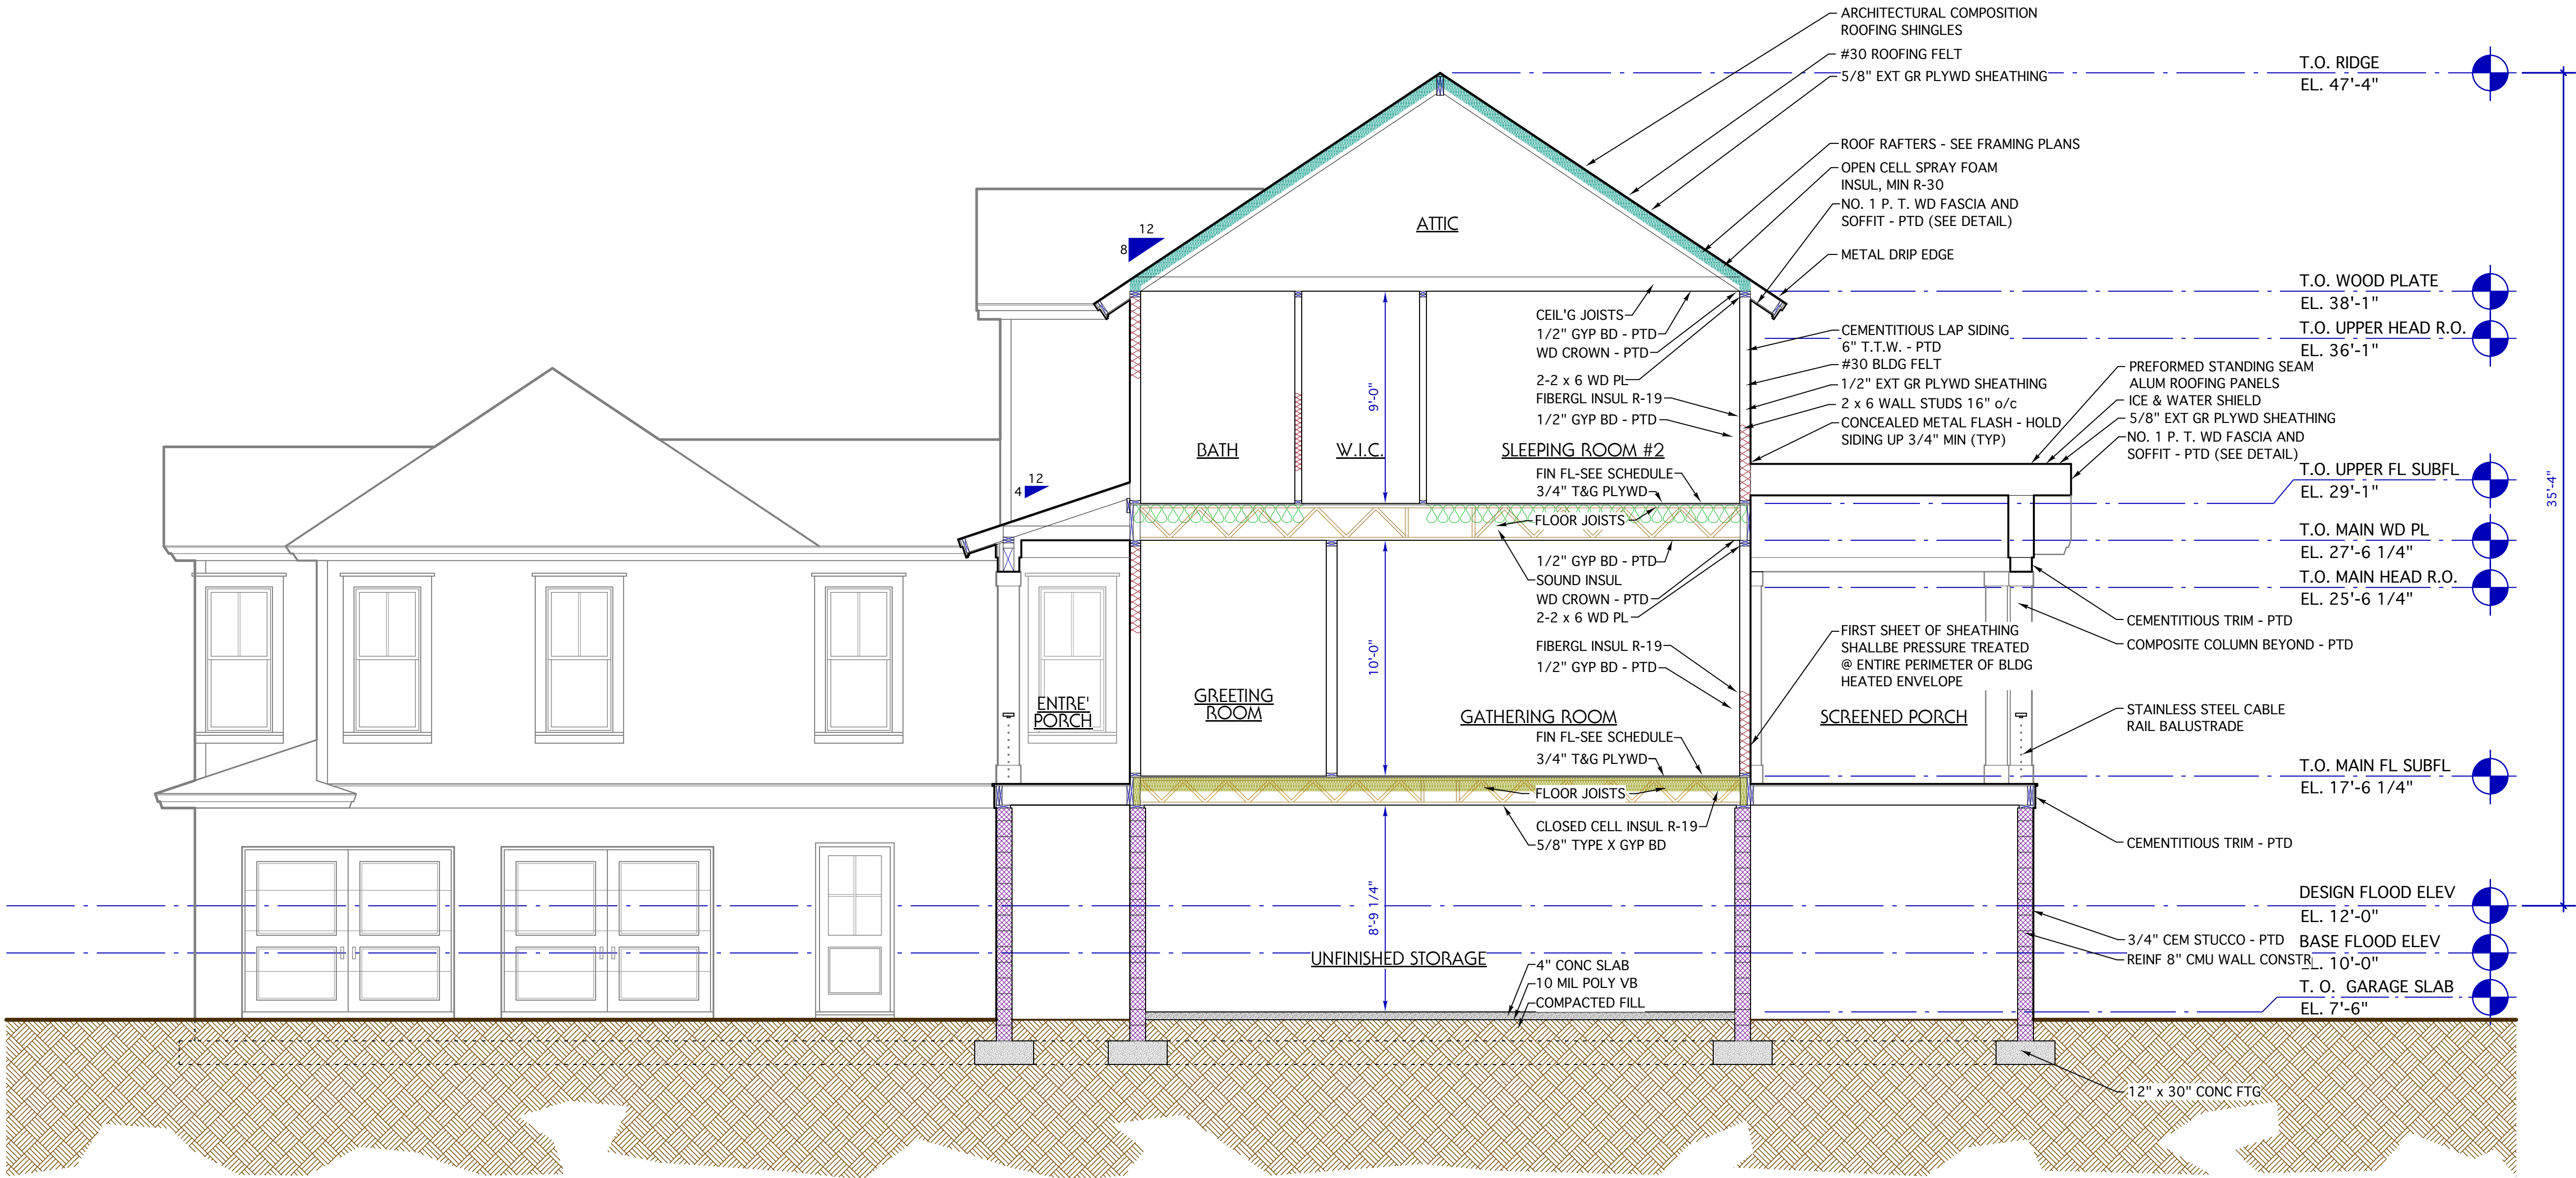 ARCHITECTURAL COMPOSITION
ROOFING SHINGLES
#30 ROOFING FELT
5/8" EXT GR PLYWD SHEATHING
T.O. RIDGE
EL. 47'-4"
ROOF RAFTERS - SEE FRAMING PLANS
OPEN CELL SPRAY FOAM
INSUL, MIN R-30
NO. 1 P. T. WD FASCIA AND
SOFFIT - PTD (SEE DETAIL)
METAL DRIP EDGE
ATTIC
12
8
T.O. WOOD PLATE
EL. 38'-1"
T.O. UPPER HEAD R.O.
EL. 36'-1"
CEIL'G JOISTS
1/2" GYP BD - PTD
WD CROWN - PTD
2-2 x 6 WD PL
FIBERGL INSUL R-19
1/2" GYP BD - PTD
CEMENTITIOUS LAP SIDING
6" T.T.W. - PTD
#30 BLDG FELT
1/2" EXT GR PLYWD SHEATHING
2 x 6 WALL STUDS 16" o/c
CONCEALED METAL FLASH - HOLD
SIDING UP 3/4" MIN (TYP)
PREFORMED STANDING SEAM
ALUM ROOFING PANELS
ICE & WATER SHIELD
5/8" EXT GR PLYWD SHEATHING
NO. 1 P. T. WD FASCIA AND
SOFFIT - PTD (SEE DETAIL)
9'-0"
BATH
W.I.C.
SLEEPING ROOM #2
FIN FL-SEE SCHEDULE
3/4" T&G PLYWD
FLOOR JOISTS
12
4
T.O. UPPER FL SUBFL
EL. 29'-1"
35'-4"
T.O. MAIN WD PL
EL. 27'-6 1/4"
T.O. MAIN HEAD R.O.
EL. 25'-6 1/4"
1/2" GYP BD - PTD
SOUND INSUL
WD CROWN - PTD
2-2 x 6 WD PL
FIBERGL INSUL R-19
1/2" GYP BD - PTD
10'-0"
FIRST SHEET OF SHEATHING
SHALLBE PRESSURE TREATED
@ ENTIRE PERIMETER OF BLDG
HEATED ENVELOPE
CEMENTITIOUS TRIM - PTD
COMPOSITE COLUMN BEYOND - PTD
ENTRE'
PORCH
GREETING
ROOM
GATHERING ROOM
SCREENED PORCH
STAINLESS STEEL CABLE
RAIL BALUSTRADE
FIN FL-SEE SCHEDULE
3/4" T&G PLYWD
FLOOR JOISTS
T.O. MAIN FL SUBFL
EL. 17'-6 1/4"
CLOSED CELL INSUL R-19
5/8" TYPE X GYP BD
CEMENTITIOUS TRIM - PTD
8'-9 1/4"
DESIGN FLOOD ELEV
EL. 12'-0"
3/4" CEM STUCCO - PTD
BASE FLOOD ELEV
REINF 8" CMU WALL CONSTR
EL. 10'-0"
UNFINISHED STORAGE
4" CONC SLAB
10 MIL POLY VB
COMPACTED FILL
T. O. GARAGE SLAB
EL. 7'-6"
12" x 30" CONC FTG